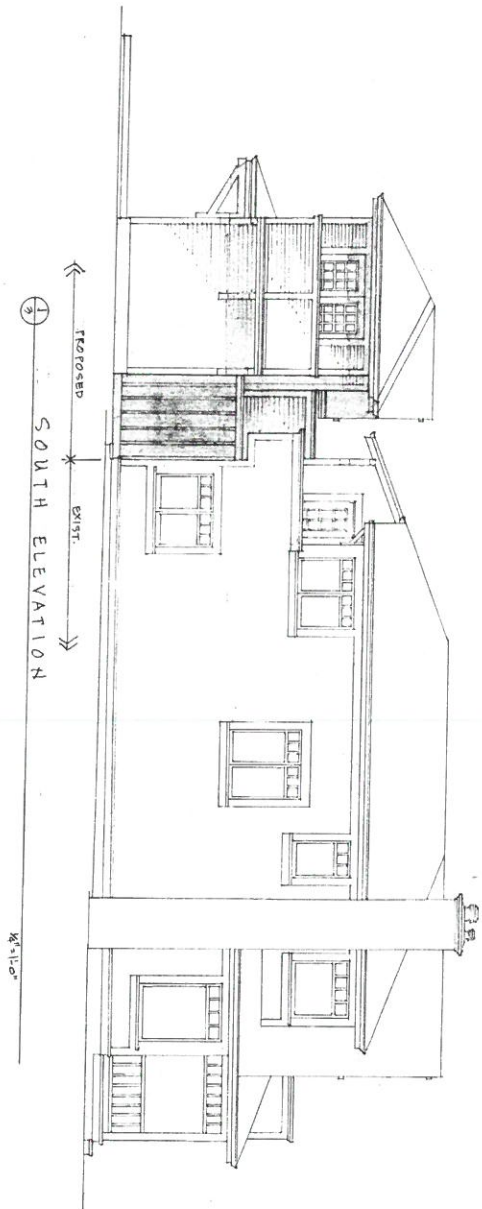 PROPOSED
EXIST.
1
3
SOUTH ELEVATION
1/8"=1'-0"